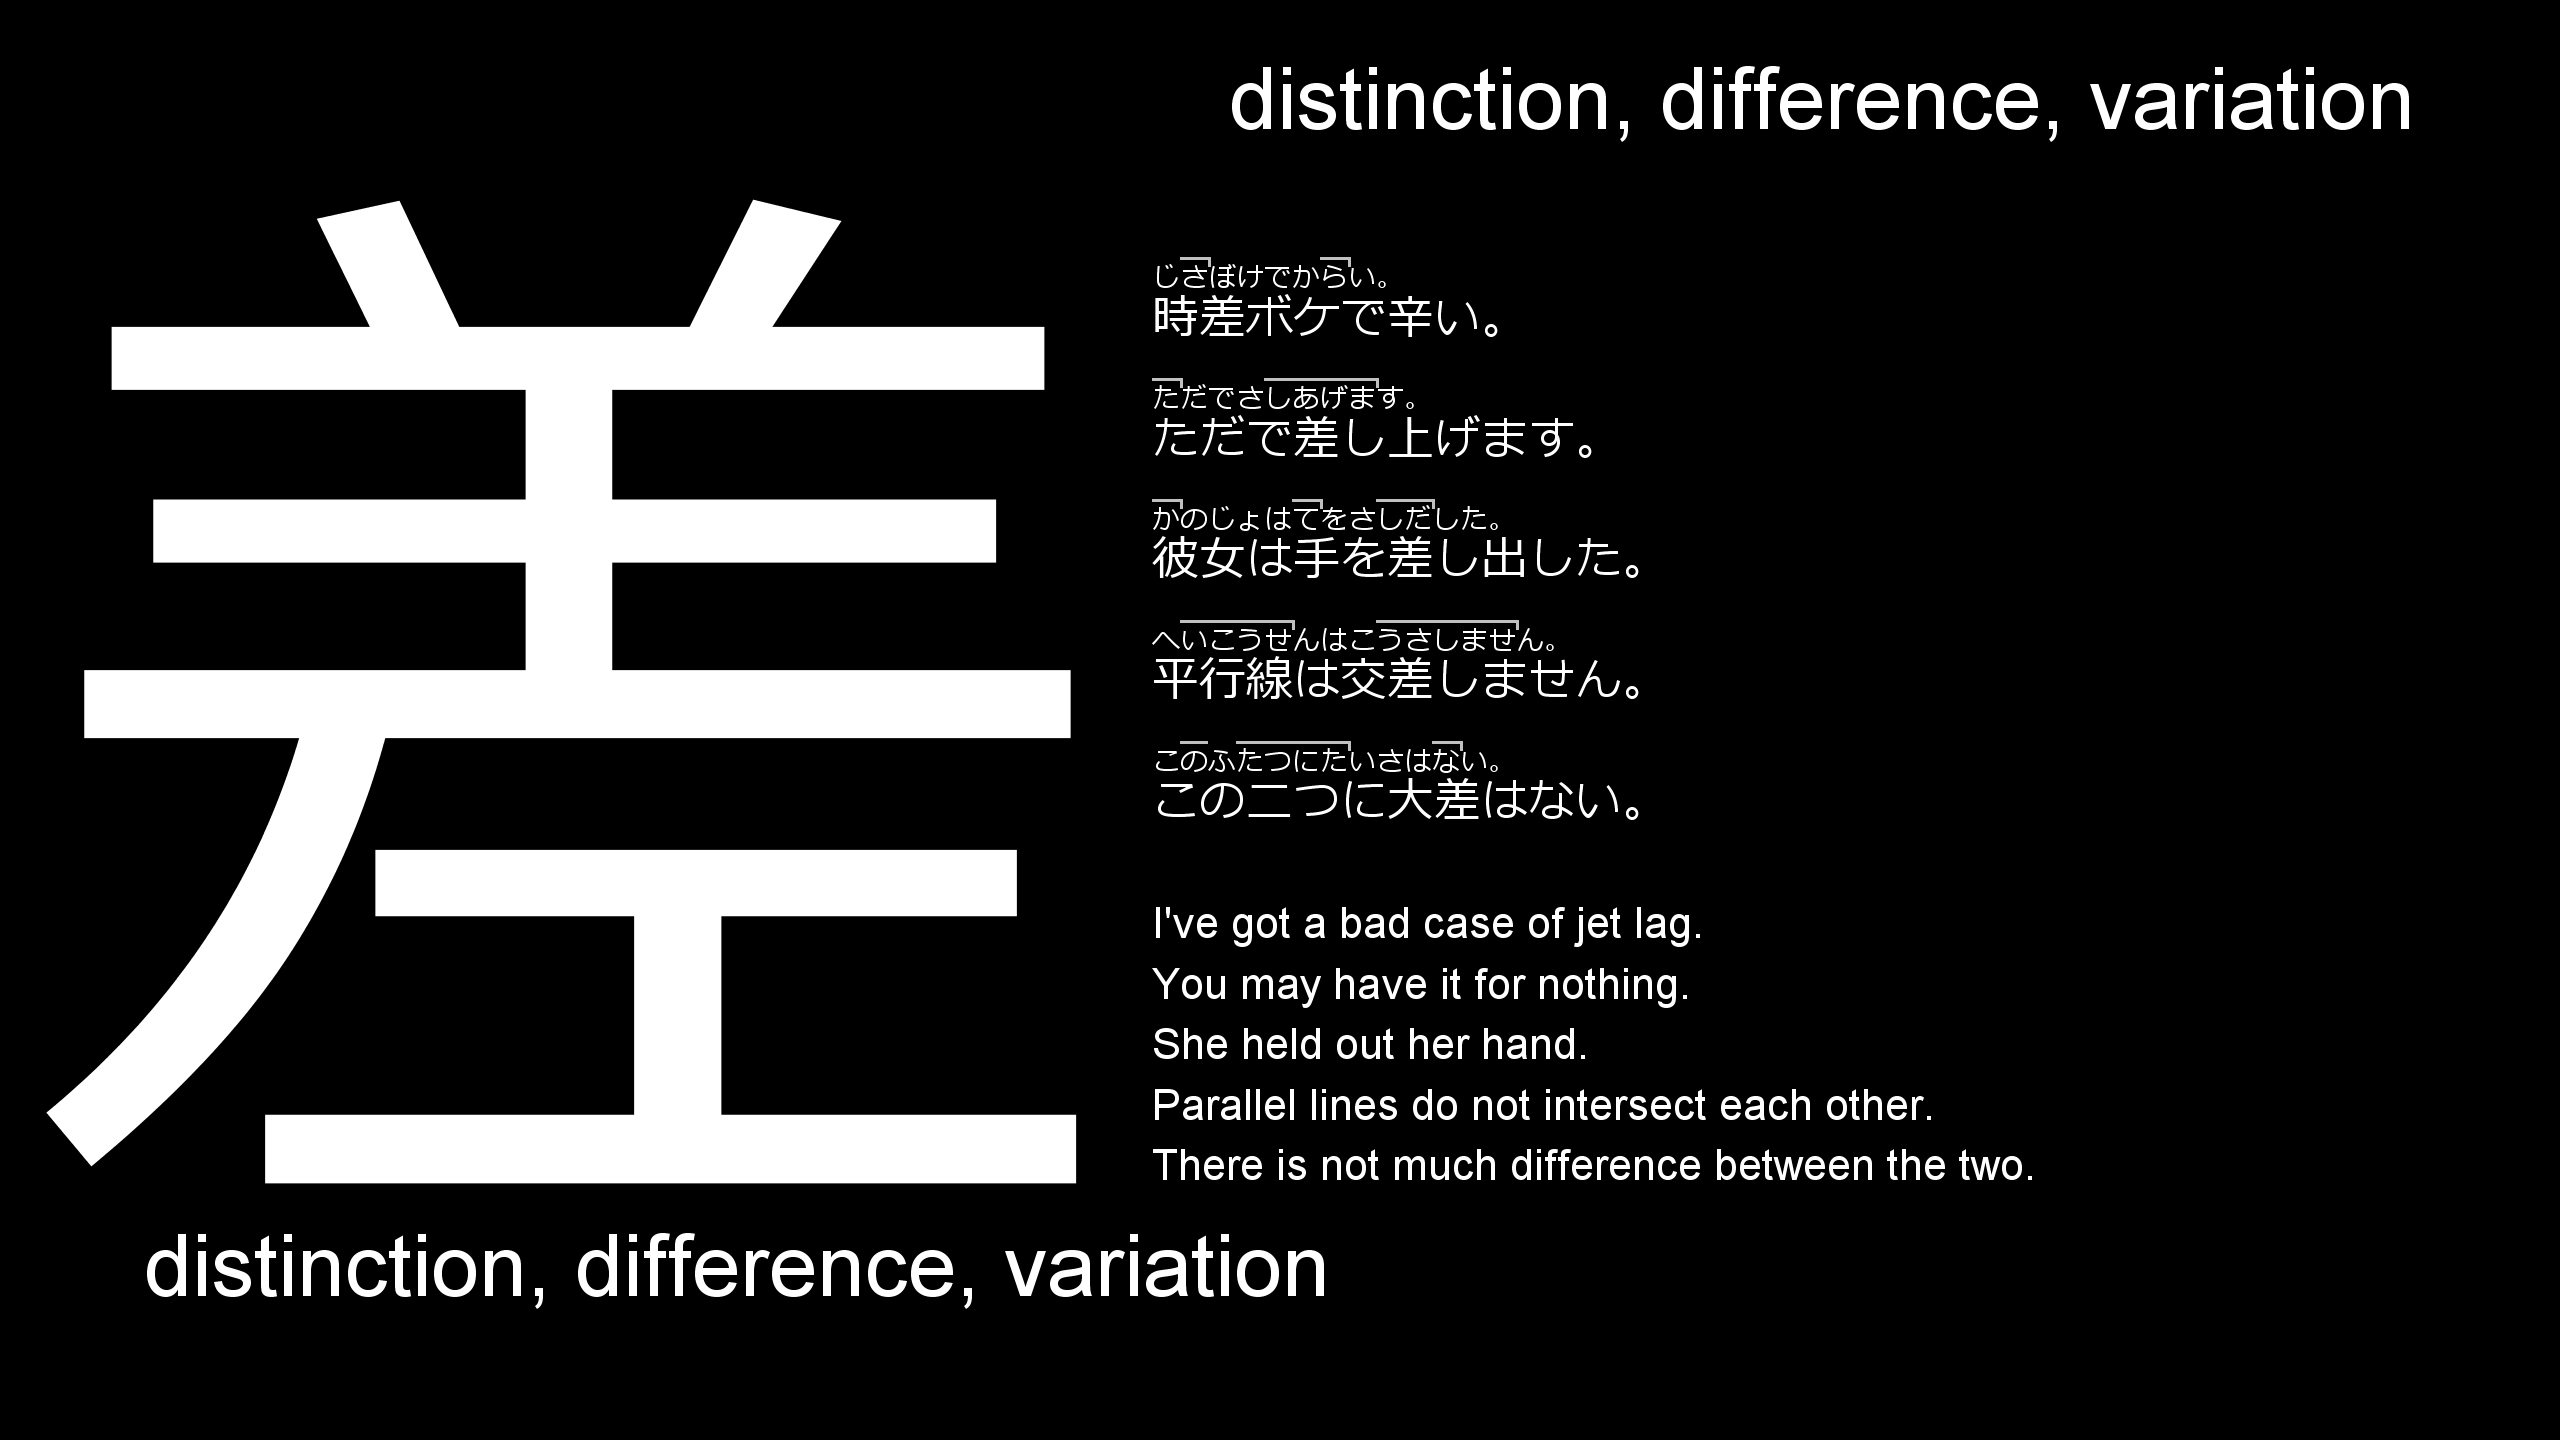 distinction, difference, variation
差
じさぼけでからい。
時差ボケで辛い。
ただでさしあげます。
ただで差し上げます。
かのじょはてをさしだした。
彼女は手を差し出した。
へいこうせんはこうさしません。
平行線は交差しません。
このふたつにたいさはない。
この二つに大差はない。
I've got a bad case of jet lag.
You may have it for nothing.
She held out her hand.
Parallel lines do not intersect each other.
There is not much difference between the two.
distinction, difference, variation